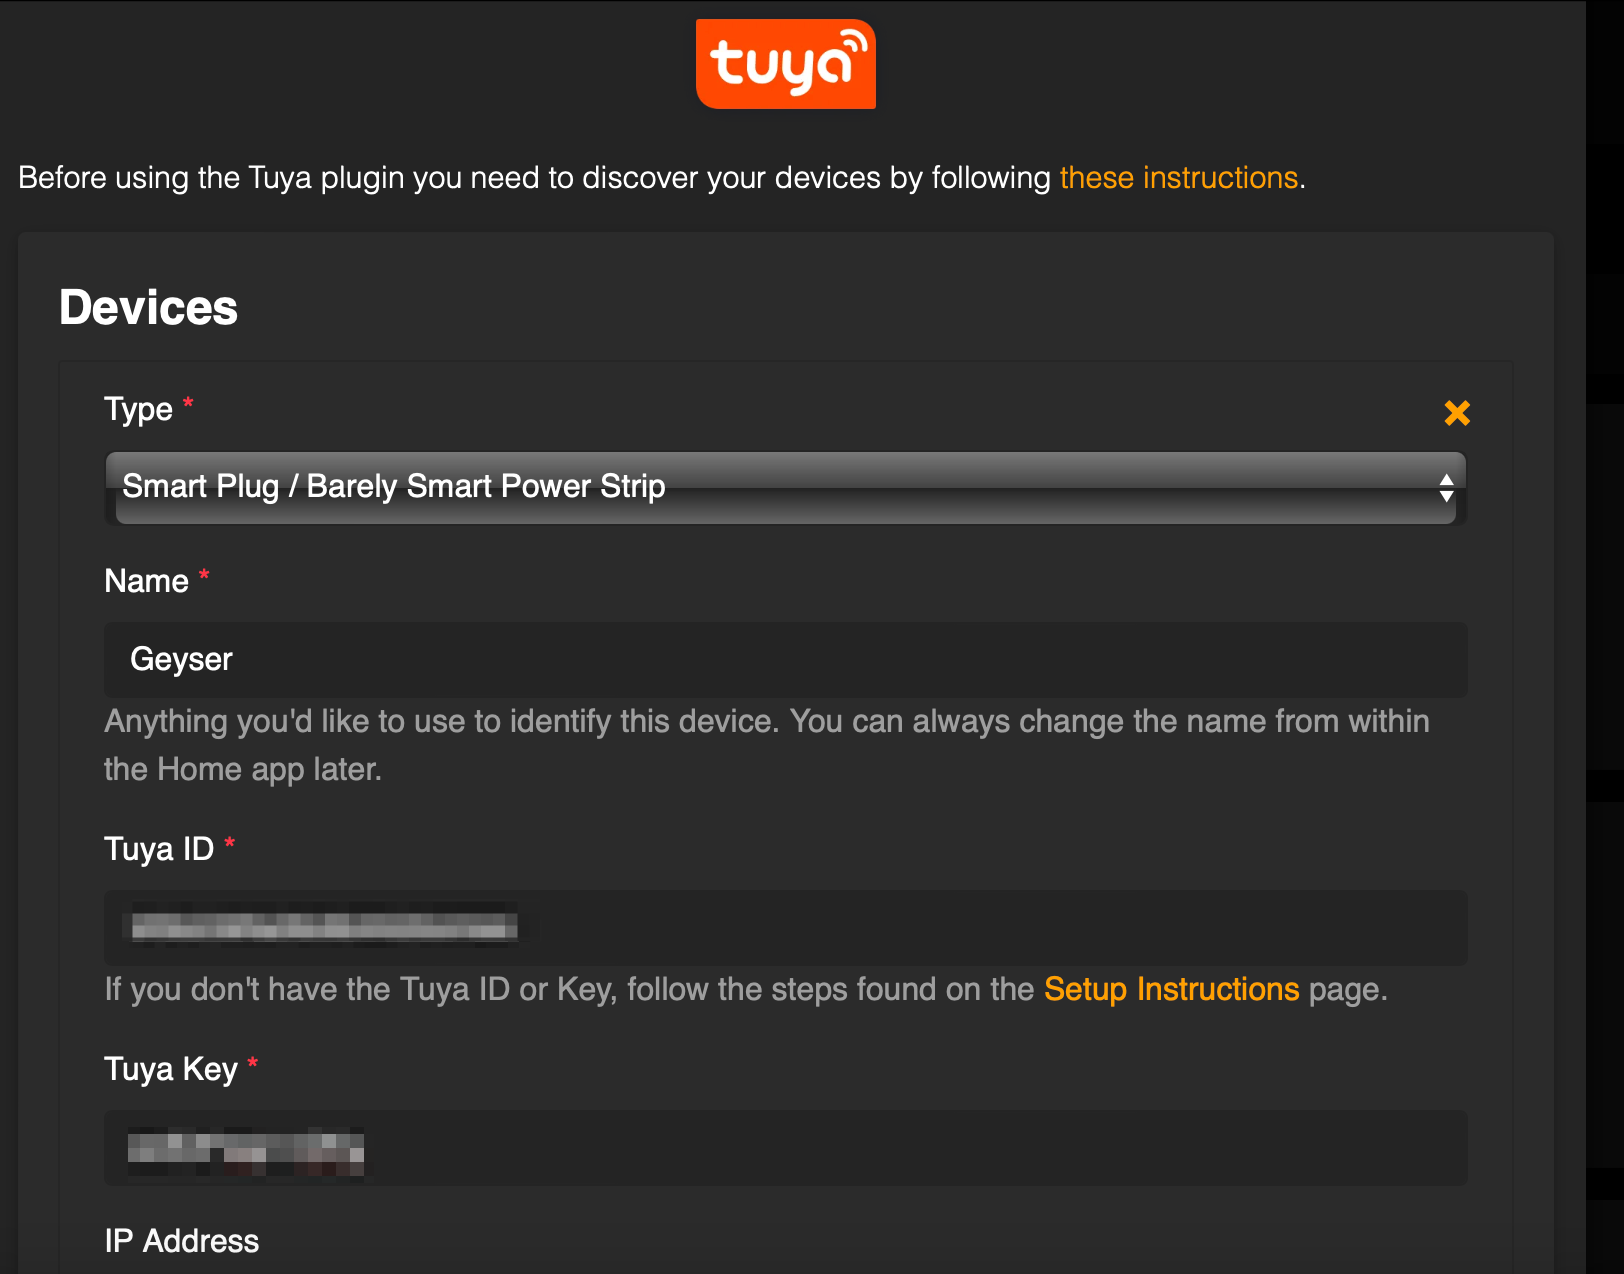 tuya
Before using the Tuya plugin you need to discover your devices by following these instructions.
Devices
Type *
Smart Plug / Barely Smart Power Strip
Name *
Geyser
Anything you'd like to use to identify this device. You can always change the name from within
the Home app later.
Tuya ID *
If you don't have the Tuya ID or Key, follow the steps found on the Setup Instructions page.
Tuya Key *
IP Address